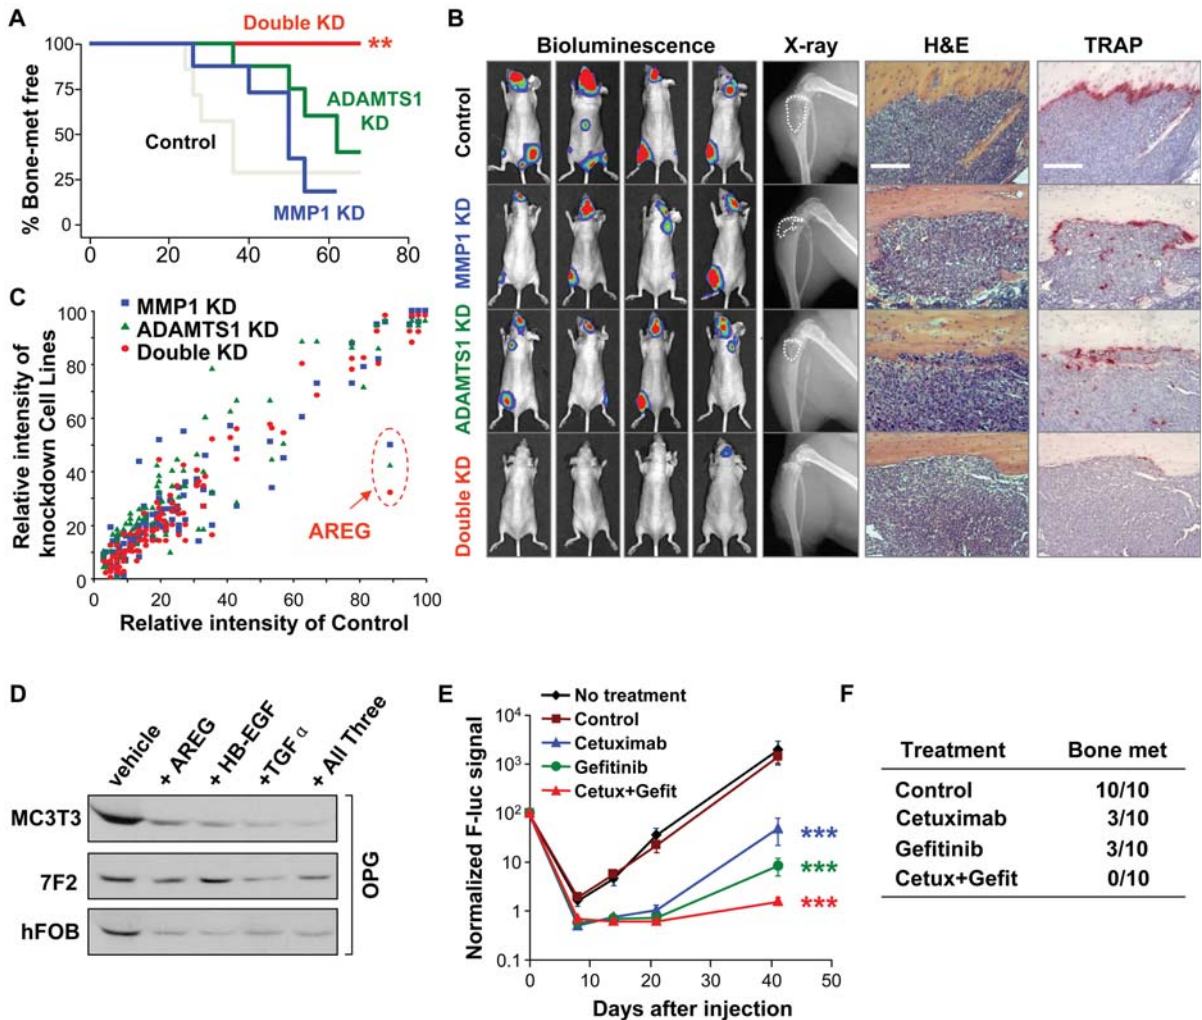 A
Double KD
**
ADAMTS1
KD
Control
MMP1 KD
% Bone-met free
100
75
50
25
0
0 20 40 60 80
B
Bioluminescence X-ray H&E TRAP
Control
MMP1 KD
ADAMTS1 KD
Double KD
C
MMP1 KD
ADAMTS1 KD
Double KD
Relative intensity of
knockdown Cell Lines
100
80
60
40
20
0
AREG
0 20 40 60 80 100
Relative intensity of Control
D
vehicle
+ AREG
+ HB-EGF
+TGFα
+ All Three
MC3T3
7F2
hFOB
OPG
E
No treatment
Control
Cetuximab
Gefitinib
Cetux+Gefit
Normalized F-luc signal
10⁴
10³
10²
10
1
0.1
***
***
***
0 10 20 30 40 50
Days after injection
F
Treatment Bone met
Control 10/10
Cetuximab 3/10
Gefitinib 3/10
Cetux+Gefit 0/10